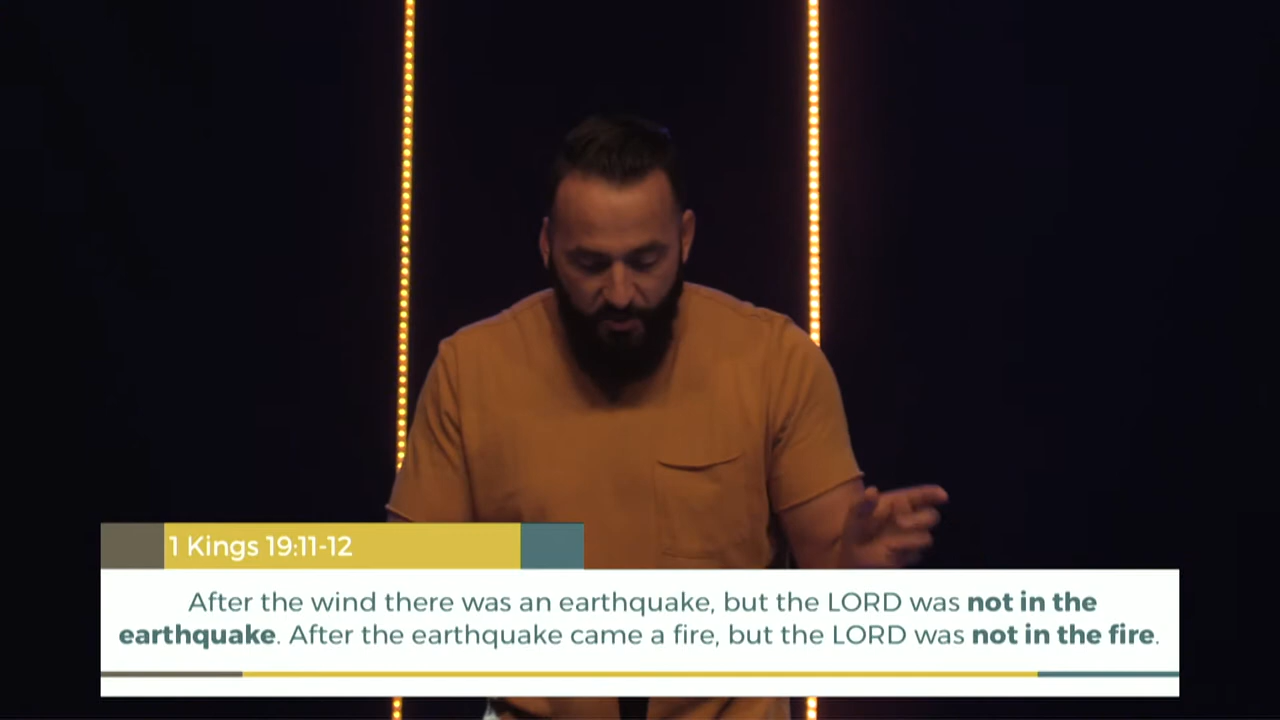 1 Kings 19:11-12
After the wind there was an earthquake, but the LORD was not in the
earthquake. After the earthquake came a fire, but the LORD was not in the fire.